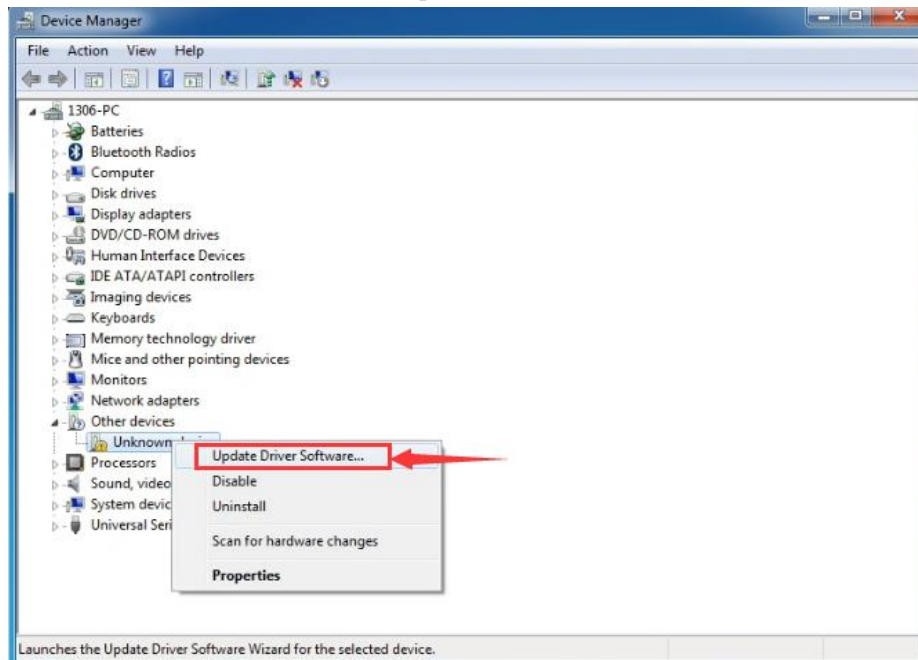 Device Manager
File Action View Help
1306-PC
Batteries
Bluetooth Radios
Computer
Disk drives
Display adapters
DVD/CD-ROM drives
Human Interface Devices
IDE ATA/ATAPI controllers
Imaging devices
Keyboards
Memory technology driver
Mice and other pointing devices
Monitors
Network adapters
Other devices
Unknown
Update Driver Software...
Processors
Sound, video
Disable
System devic
Uninstall
Universal Seri
Scan for hardware changes
Properties
Launches the Update Driver Software Wizard for the selected device.